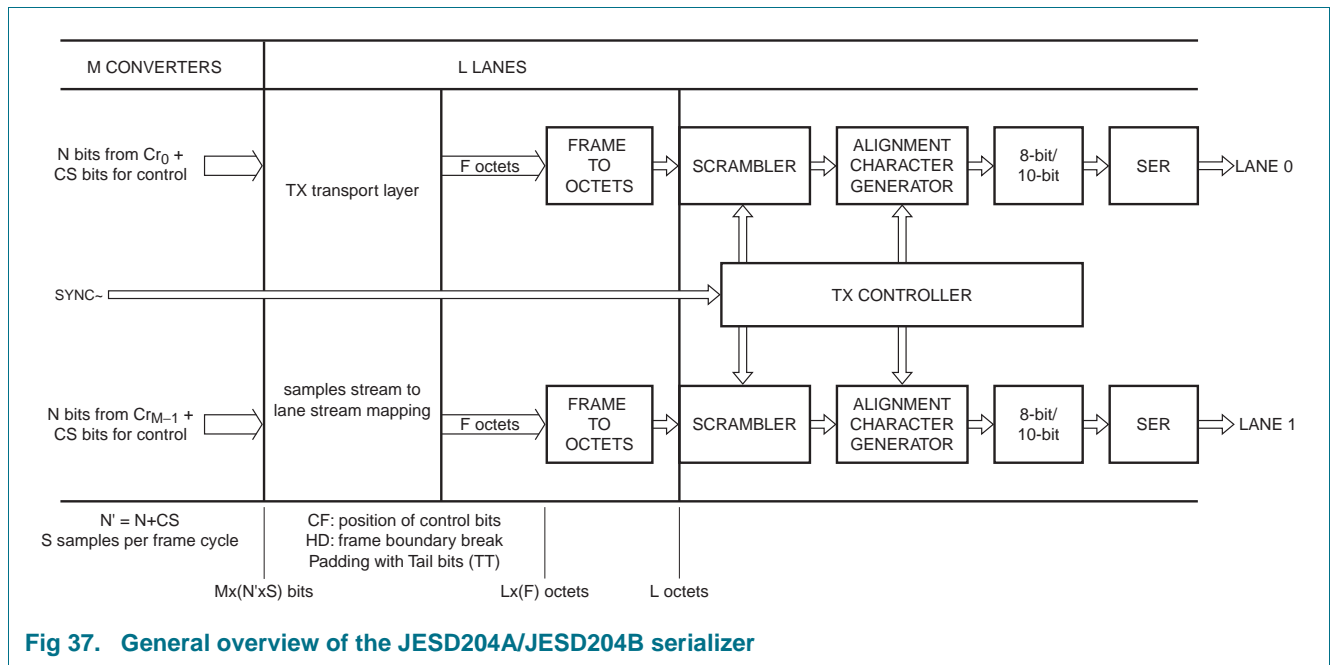 M CONVERTERS
L LANES
N bits from Cr0 +
CS bits for control
TX transport layer
F octets
FRAME
TO
OCTETS
SCRAMBLER
ALIGNMENT
CHARACTER
GENERATOR
8-bit/
10-bit
SER
LANE 0
SYNC~
TX CONTROLLER
N bits from CrM–1 +
CS bits for control
samples stream to
lane stream mapping
F octets
FRAME
TO
OCTETS
SCRAMBLER
ALIGNMENT
CHARACTER
GENERATOR
8-bit/
10-bit
SER
LANE 1
N' = N+CS
S samples per frame cycle
CF: position of control bits
HD: frame boundary break
Padding with Tail bits (TT)
Mx(N'xS) bits
Lx(F) octets
L octets
Fig 37. General overview of the JESD204A/JESD204B serializer